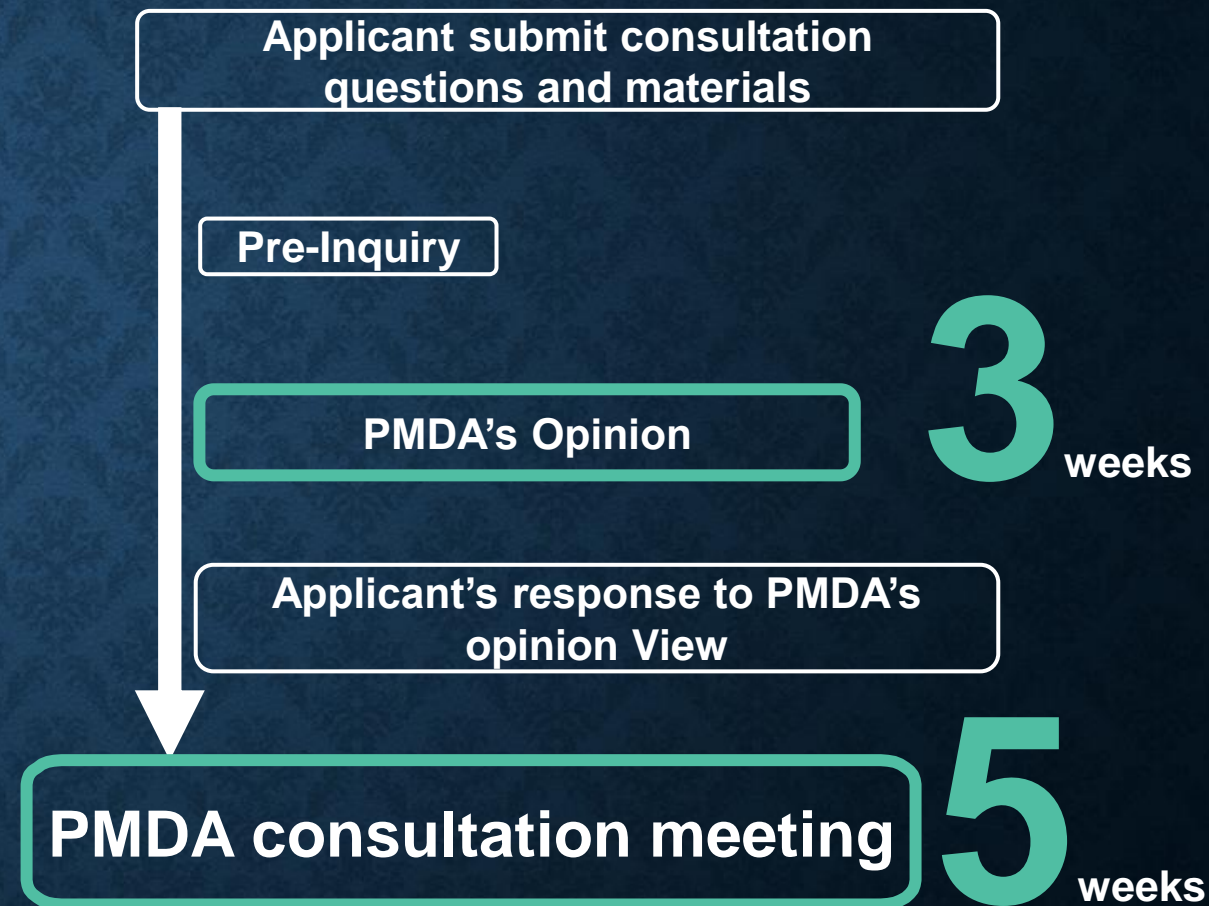 Applicant submit consultation
questions and materials
Pre-Inquiry
PMDA’s Opinion
3
weeks
Applicant’s response to PMDA’s
opinion View
PMDA consultation meeting
5
weeks